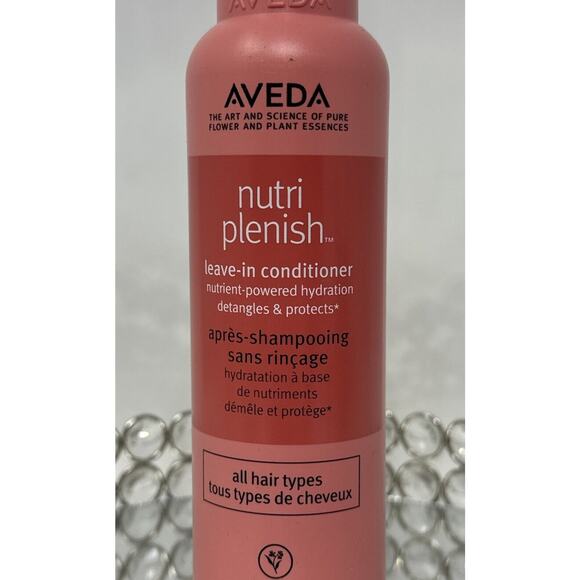 AVEDA
AVEDA
THE ART AND SCIENCE OF PURE
FLOWER AND PLANT ESSENCES
nutri
plenish™
leave-in conditioner
nutrient-powered hydration
detangles & protects*
après-shampooing
sans rinçage
hydratation à base
de nutriments
démêle et protège*
all hair types
tous types de cheveux